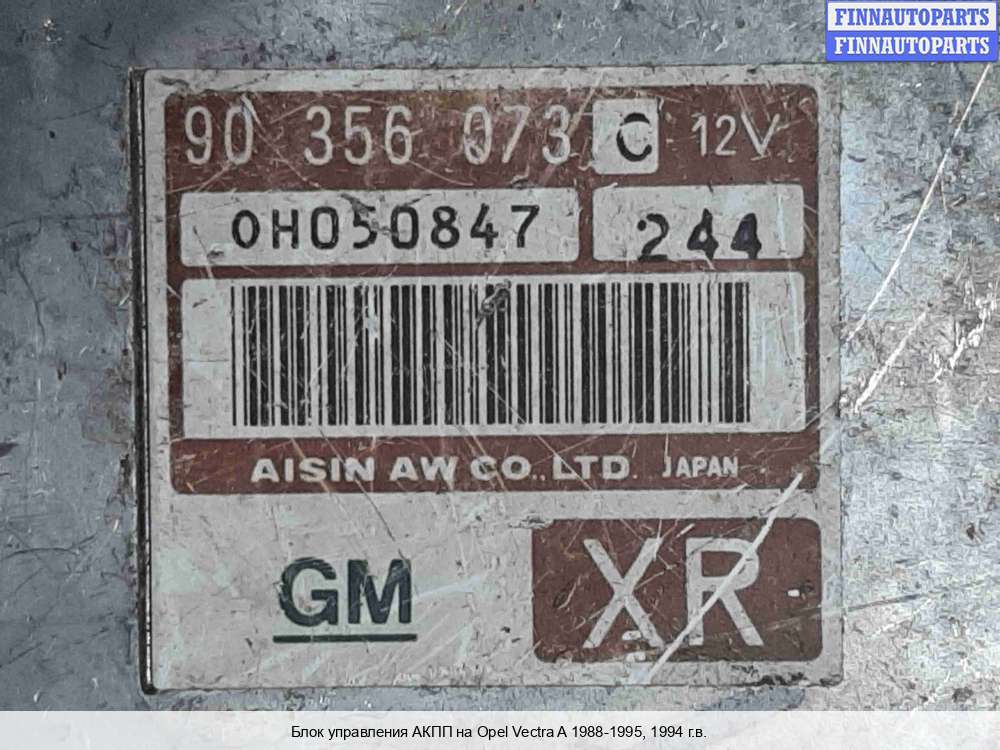 FINNAUTOPARTS
FINNAUTOPARTS
90 356 073 C 12V
0H050847 244
AISIN AW CO., LTD. JAPAN
GM XR
Блок управления АКПП на Opel Vectra A 1988-1995, 1994 г.в.